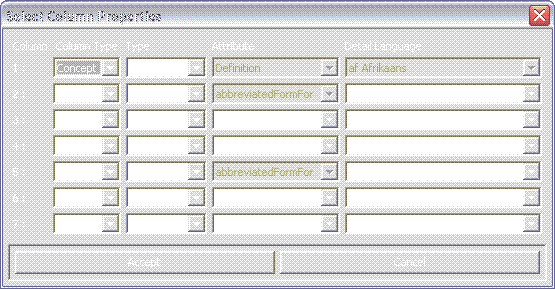 Select Column Properties
Column Column Type Type Attribute Detail Language
1 : Concept Definition af Afrikaans
2 : abbreviatedFormFor
3 :
4 :
5 : abbreviatedFormFor
6 :
7 :
Accept Cancel